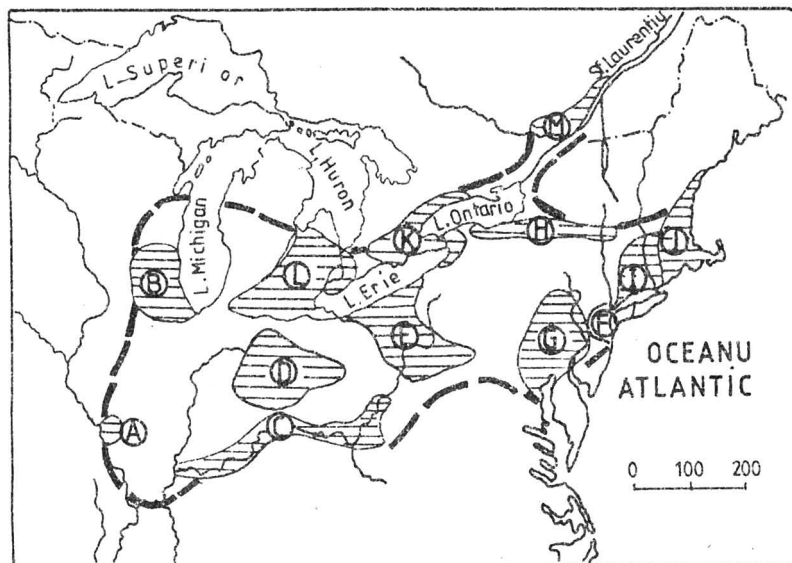 L. Superior
St.Laurentiu
M
L. Huron
L. Michigan
L. Ontario
K
H
J
B
L
I
L. Erie
F
E
G
OCEANU
ATLANTIC
D
C
A
0 100 200